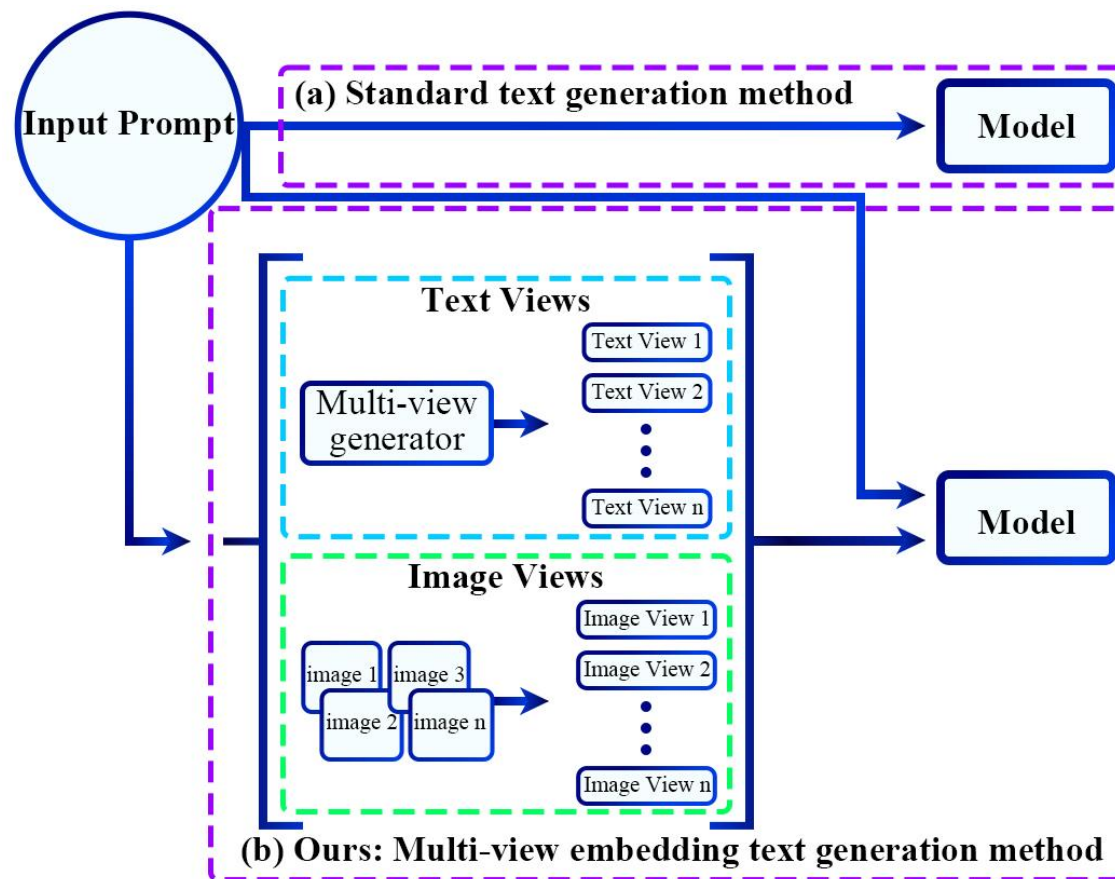 Input Prompt
(a) Standard text generation method
Model
Text Views
Multi-view
generator
Text View 1
Text View 2
Text View n
Model
Image Views
image 1
image 3
image 2
image n
Image View 1
Image View 2
Image View n
(b) Ours: Multi-view embedding text generation method